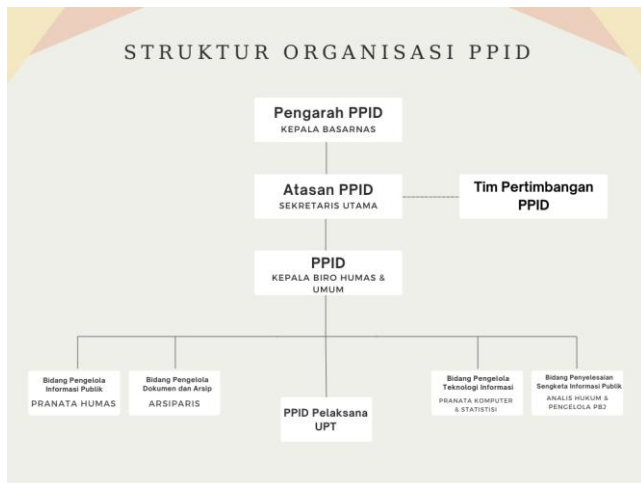 STRUKTUR ORGANISASI PPID
Pengarah PPID
KEPALA BASARNAS
Atasan PPID
SEKRETARIS UTAMA
Tim Pertimbangan
PPID
PPID
KEPALA BIRO HUMAS &
UMUM
Bidang Pengelola
Informasi Publik
PRANATA HUMAS
Bidang Pengelola
Dokumen dan Arsip
ARSIPARIS
PPID Pelaksana
UPT
Bidang Pengelola
Teknologi Informasi
PRANATA KOMPUTER
& STATISTISI
Bidang Penyelesaian
Sengketa Informasi Publik
ANALIS HUKUM &
PENGELOLA PBJ